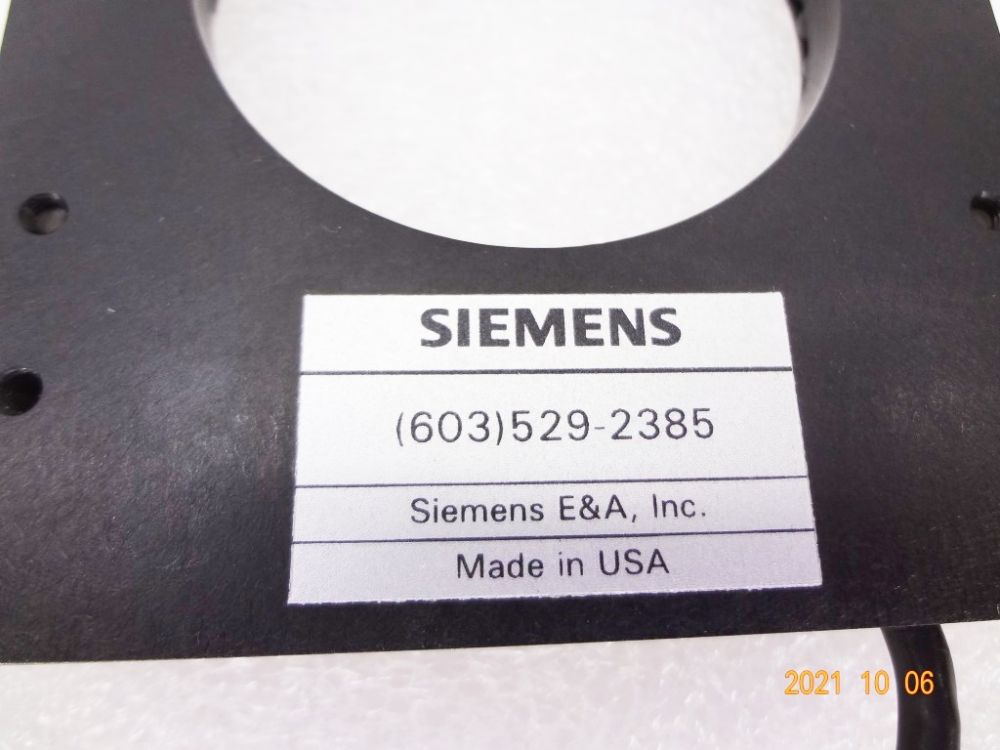 SIEMENS
(603)529-2385
Siemens E&A, Inc.
Made in USA
2021 10 06